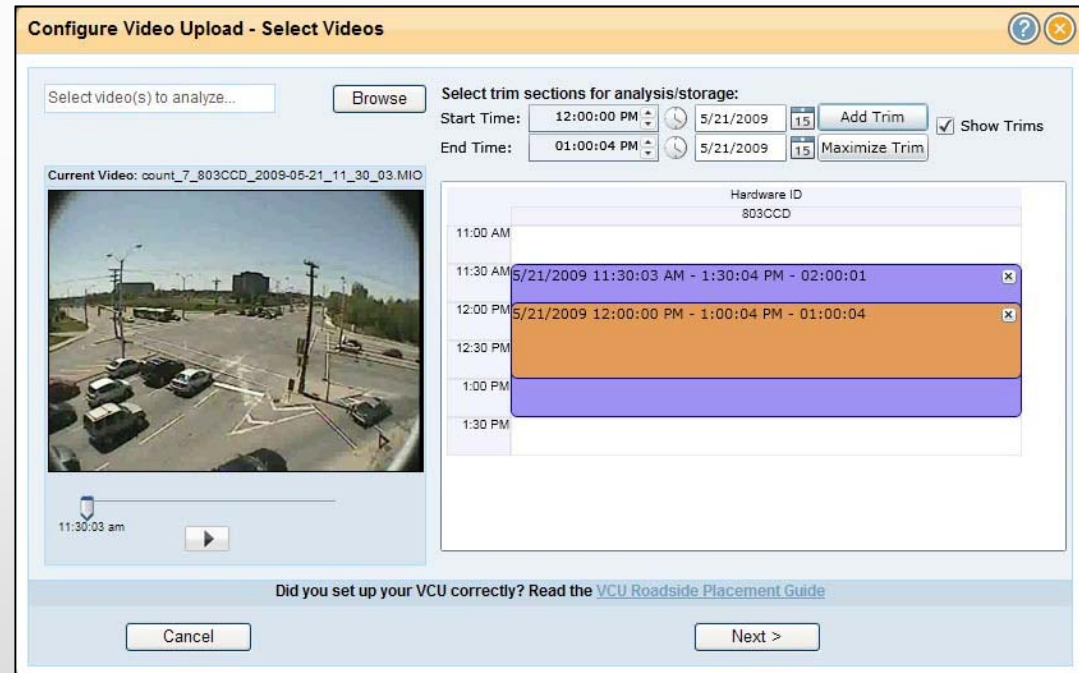 Configure Video Upload - Select Videos
?
Select video(s) to analyze...
Browse
Select trim sections for analysis/storage:
Start Time: 12:00:00 PM 5/21/2009 15 Add Trim
Show Trims
End Time: 01:00:04 PM 5/21/2009 15 Maximize Trim
Current Video: count_7_803CCD_2009-05-21_11_30_03.MIO
Hardware ID
803CCD
11:00 AM
11:30 AM
5/21/2009 11:30:03 AM - 1:30:04 PM - 02:00:01
12:00 PM
5/21/2009 12:00:00 PM - 1:00:04 PM - 01:00:04
12:30 PM
1:00 PM
1:30 PM
11:30:03 am
Did you set up your VCU correctly? Read the VCU Roadside Placement Guide
Cancel
Next >